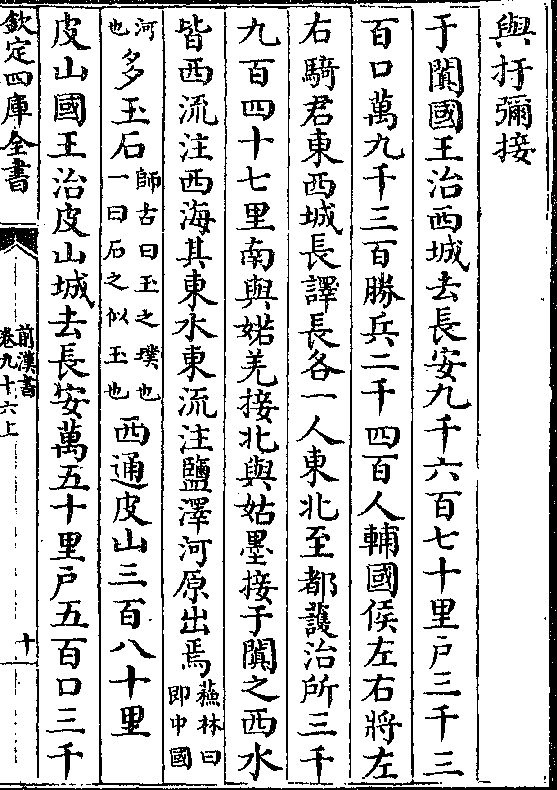 與扜彌接
于闐國王治西城去長安九千六百七十里戶三千三
百口萬九千三百勝兵二千四百人輔國侯左右將左
右騎君東西城長譯長各一人東北至都護治所三千
九百四十七里南與婼羌接北與姑墨接于闐之西水
皆西流注西海其東水東流注鹽澤河原出焉蘇林曰即中國
河也多玉石師古曰玉之璞也一曰石之似玉也西通皮山三百八十里
皮山國王治皮山城去長安萬五十里戶五百口三千
欽定四庫全書
前漢書
卷九十六上
十